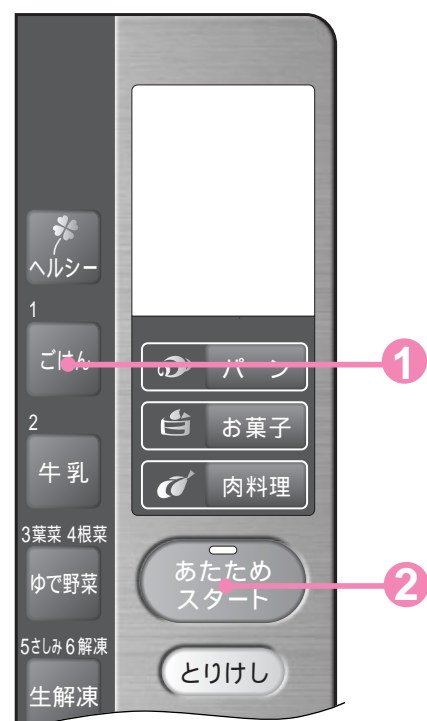 ヘルシー
1
ごはん
2
牛乳
3葉菜 4根菜
ゆで野菜
5さしみ 6解凍
生解凍
パン
お菓子
肉料理
あたため
スタート
とりけし
1
2